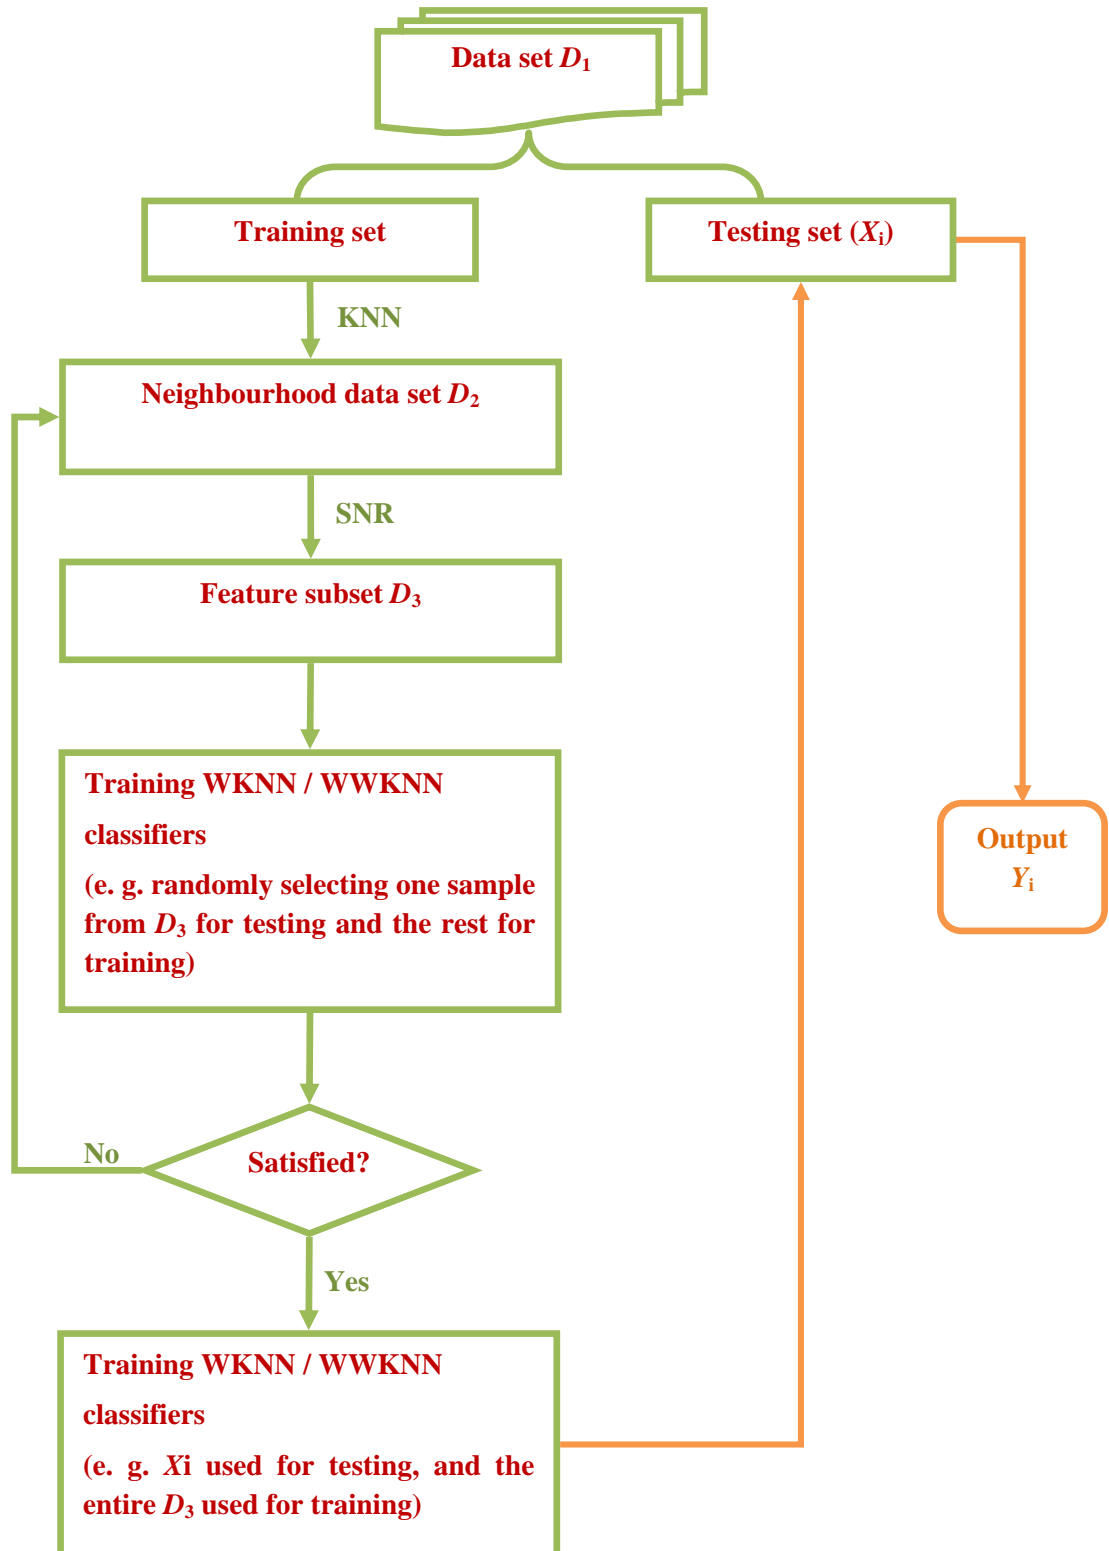 Data set D₁
Training set
Testing set (Xᵢ)
KNN
Neighbourhood data set D₂
SNR
Feature subset D₃
Training WKNN / WWKNN
classifiers
(e. g. randomly selecting one sample
from D₃ for testing and the rest for
training)
Output
Yᵢ
No
Satisfied?
Yes
Training WKNN / WWKNN
classifiers
(e. g. Xi used for testing, and the
entire D₃ used for training)